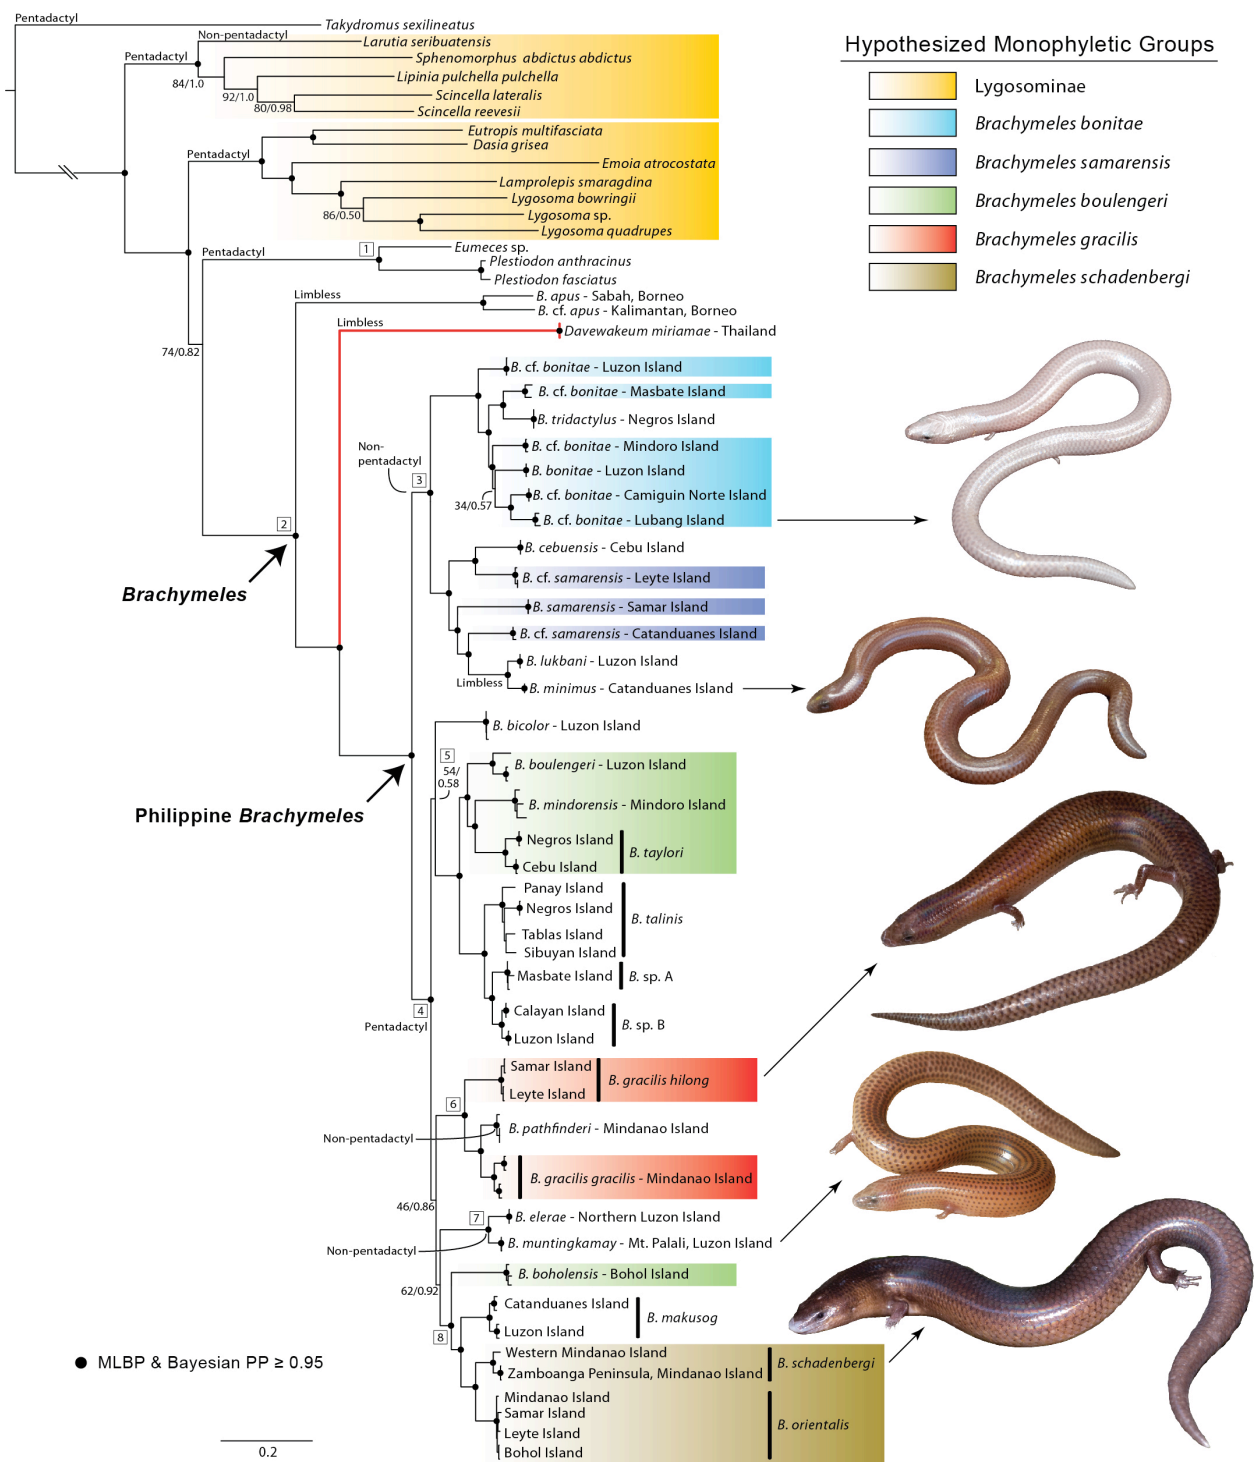 Pentadactyl
Takydromus sexilineatus
Non-pentadactyl
Larutia seribuatensis
Pentadactyl
Sphenomorphus abdictus abdictus
84/1.0
Lipinia pulchella pulchella
92/1.0
Scincella lateralis
80/0.98
Scincella reevesii
Eutropis multifasciata
Dasia grisea
Pentadactyl
Emoia atrocostata
Lamprolepis smaragdina
Lygosoma bowringii
86/0.50
Lygosoma sp.
Lygosoma quadrupes
1
Eumeces sp.
Pentadactyl
Plestiodon anthracinus
Plestiodon fasciatus
Limbless
B. apus - Sabah, Borneo
B. cf. apus - Kalimantan, Borneo
Limbless
Davewakeum miriamae - Thailand
74/0.82
Hypothesized Monophyletic Groups
Lygosominae
Brachymeles bonitae
Brachymeles samarensis
Brachymeles boulengeri
Brachymeles gracilis
Brachymeles schadenbergi
B. cf. bonitae - Luzon Island
B. cf. bonitae - Masbate Island
B. tridactylus - Negros Island
Non-
pentadactyl
B. cf. bonitae - Mindoro Island
B. bonitae - Luzon Island
3
B. cf. bonitae - Camiguin Norte Island
34/0.57
B. cf. bonitae - Lubang Island
2
B. cebuensis - Cebu Island
B. cf. samarensis - Leyte Island
Brachymeles
B. samarensis - Samar Island
B. cf. samarensis - Catanduanes Island
B. lukbani - Luzon Island
Limbless
B. minimus - Catanduanes Island
B. bicolor - Luzon Island
5
54/
0.58
B. boulengeri - Luzon Island
B. mindorensis - Mindoro Island
Philippine Brachymeles
Negros Island
B. taylori
Cebu Island
Panay Island
Negros Island
B. talinis
Tablas Island
Sibuyan Island
Masbate Island
B. sp. A
4
Calayan Island
Pentadactyl
B. sp. B
Luzon Island
Samar Island
B. gracilis hilong
Leyte Island
6
B. pathfinderi - Mindanao Island
Non-pentadactyl
B. gracilis gracilis - Mindanao Island
46/0.86
7
B. elerae - Northern Luzon Island
Non-pentadactyl
B. muntingkamay - Mt. Palali, Luzon Island
B. boholensis - Bohol Island
62/0.92
Catanduanes Island
B. makusog
Luzon Island
8
Western Mindanao Island
B. schadenbergi
Zamboanga Peninsula, Mindanao Island
Mindanao Island
Samar Island
B. orientalis
Leyte Island
Bohol Island
MLBP & Bayesian PP ≥ 0.95
0.2